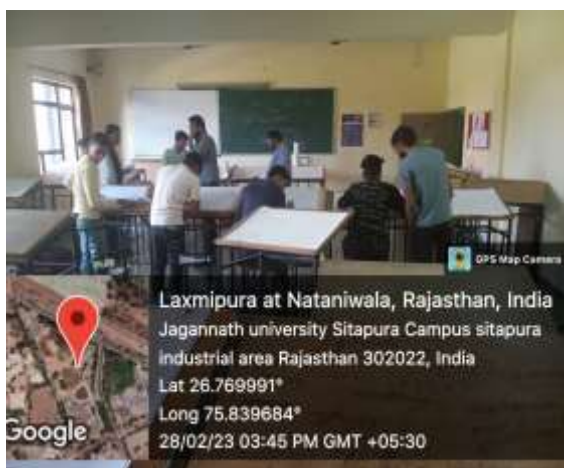 GPS Map Camera
Laxmipura at Nataniwala, Rajasthan, India
Jagannath university Sitapura Campus sitapura
industrial area Rajasthan 302022, India
Lat 26.769991°
Long 75.839684°
28/02/23 03:45 PM GMT +05:30
Google